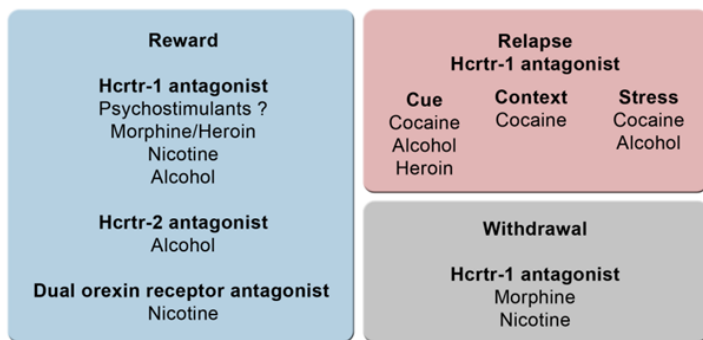 Reward
Hcrtr-1 antagonist
Psychostimulants ?
Morphine/Heroin
Nicotine
Alcohol
Hcrtr-2 antagonist
Alcohol
Dual orexin receptor antagonist
Nicotine
Relapse
Hcrtr-1 antagonist
Cue
Cocaine
Alcohol
Heroin
Context
Cocaine
Stress
Cocaine
Alcohol
Withdrawal
Hcrtr-1 antagonist
Morphine
Nicotine